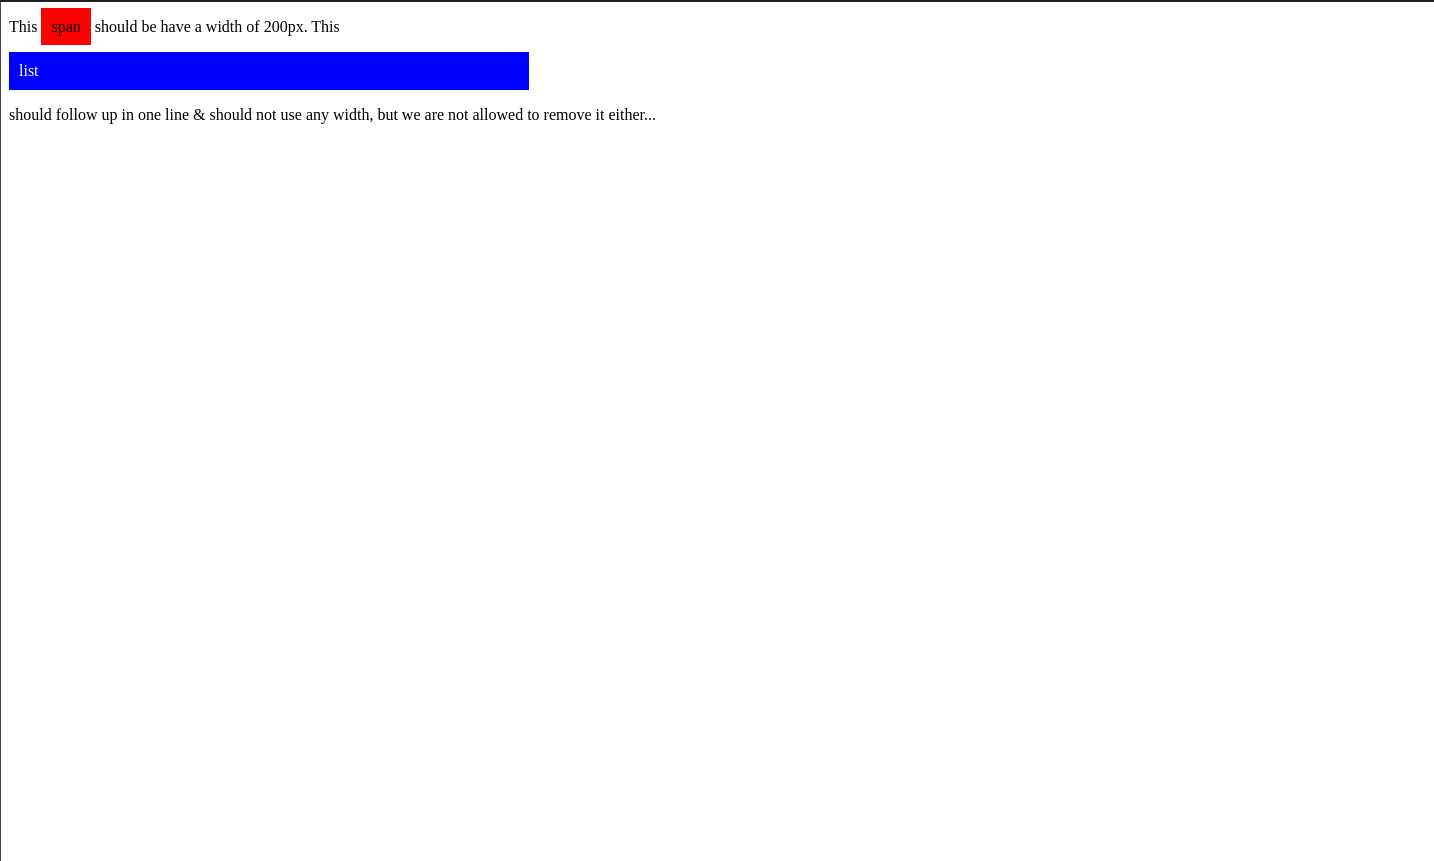 This span should be have a width of 200px. This
list
should follow up in one line & should not use any width, but we are not allowed to remove it either...